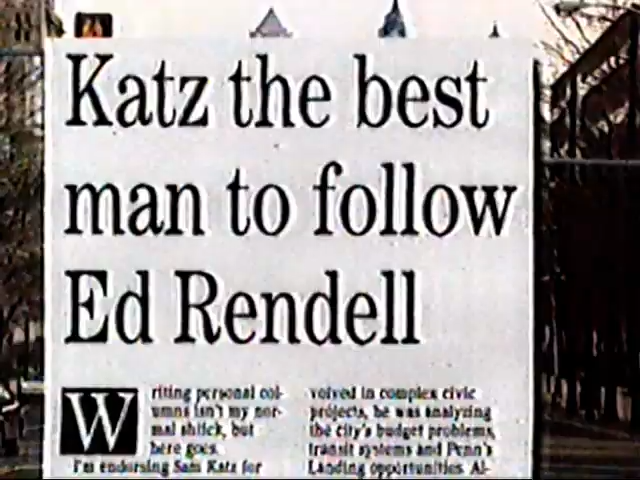 Katz the best
man to follow
Ed Rendell
Writing personal col-
umns isn't my nor-
mal shtick, but
here goes.
I'm endorsing Sam Katz for
volved in complex civic
projects, he was analyzing
the city's budget problems,
transit systems and Penn's
Landing opportunities. Al-